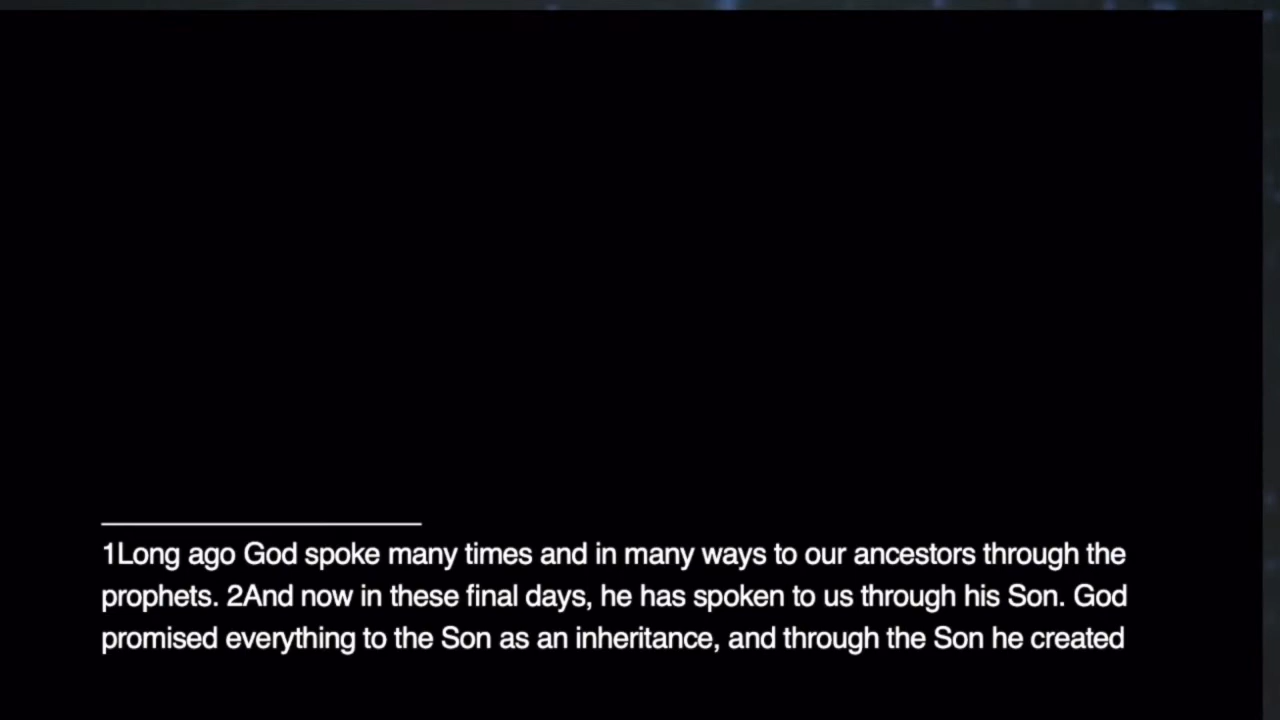 1Long ago God spoke many times and in many ways to our ancestors through the
prophets. 2And now in these final days, he has spoken to us through his Son. God
promised everything to the Son as an inheritance, and through the Son he created